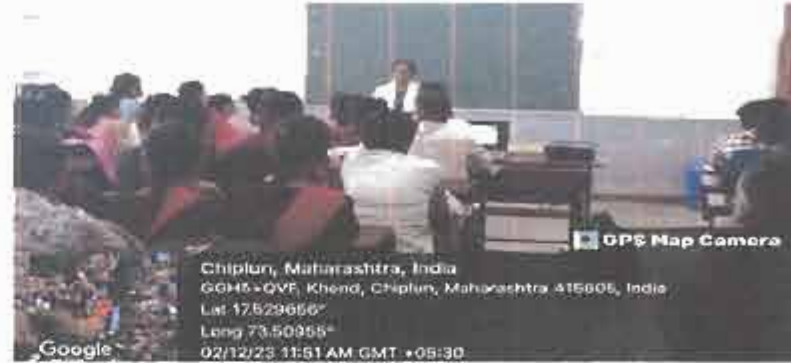 GPS Map Camera
Chiplun, Maharashtra, India
GGH5+QVF, Khend, Chiplun, Maharashtra 415605, India
Lat 17.529656°
Long 73.50955°
02/12/23 11:51 AM GMT +05:30
Google